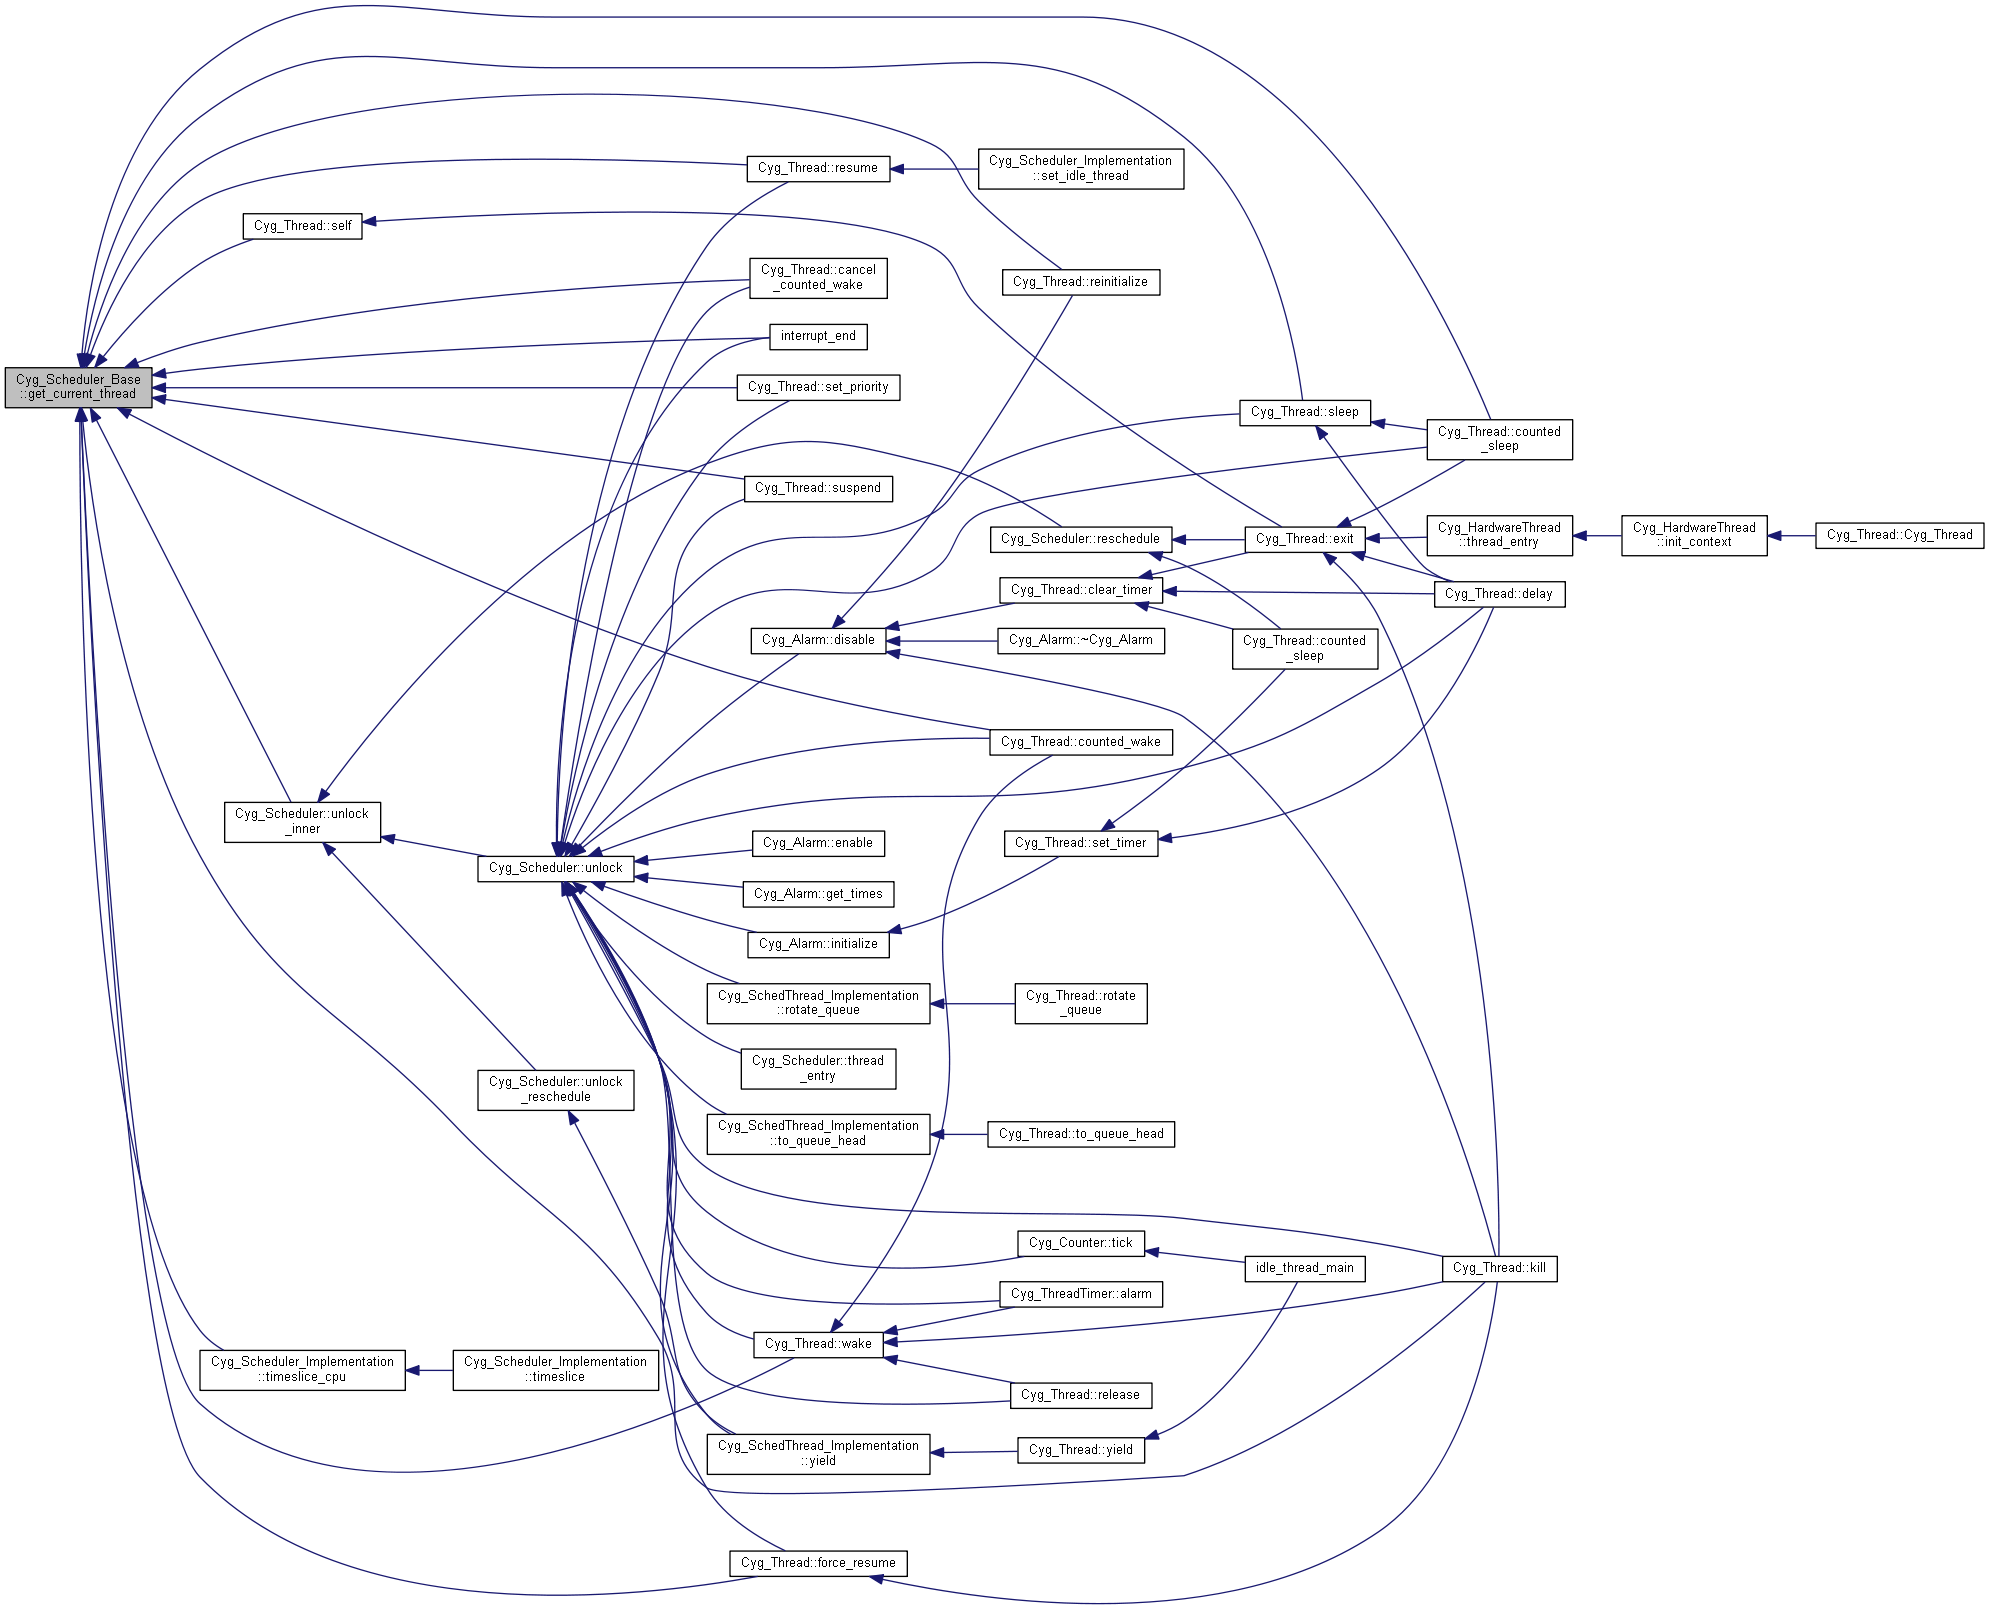 Cyg_Scheduler_Base
::get_current_thread
Cyg_Thread::self
Cyg_Scheduler::unlock
_inner
Cyg_Scheduler_Implementation
::timeslice_cpu
Cyg_Scheduler::unlock
Cyg_Scheduler::unlock
_reschedule
Cyg_Scheduler_Implementation
::timeslice
Cyg_Thread::resume
Cyg_Thread::cancel
_counted_wake
interrupt_end
Cyg_Thread::set_priority
Cyg_Thread::suspend
Cyg_Alarm::disable
Cyg_Alarm::enable
Cyg_Alarm::get_times
Cyg_Alarm::initialize
Cyg_SchedThread_Implementation
::rotate_queue
Cyg_Scheduler::thread
_entry
Cyg_SchedThread_Implementation
::to_queue_head
Cyg_Thread::wake
Cyg_SchedThread_Implementation
::yield
Cyg_Thread::force_resume
Cyg_Scheduler_Implementation
::set_idle_thread
Cyg_Thread::reinitialize
Cyg_Scheduler::reschedule
Cyg_Thread::clear_timer
Cyg_Alarm::~Cyg_Alarm
Cyg_Thread::counted_wake
Cyg_Thread::set_timer
Cyg_Thread::rotate
_queue
Cyg_Thread::to_queue_head
Cyg_Counter::tick
Cyg_ThreadTimer::alarm
Cyg_Thread::release
Cyg_Thread::yield
Cyg_Thread::sleep
Cyg_Thread::exit
Cyg_Thread::counted
_sleep
idle_thread_main
Cyg_Thread::counted
_sleep
Cyg_HardwareThread
::thread_entry
Cyg_Thread::delay
Cyg_Thread::kill
Cyg_HardwareThread
::init_context
Cyg_Thread::Cyg_Thread